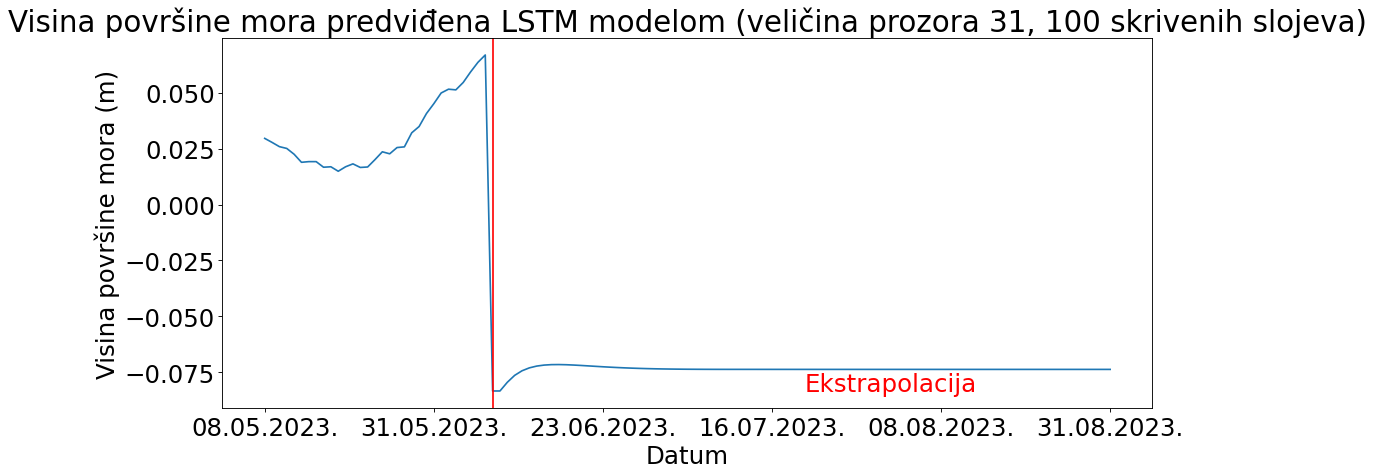 Visina površine mora predviđena LSTM modelom (veličina prozora 31, 100 skrivenih slojeva)
Visina površine mora (m)
0.050
0.025
0.000
−0.025
−0.050
−0.075
Ekstrapolacija
08.05.2023. 31.05.2023. 23.06.2023. 16.07.2023. 08.08.2023. 31.08.2023.
Datum